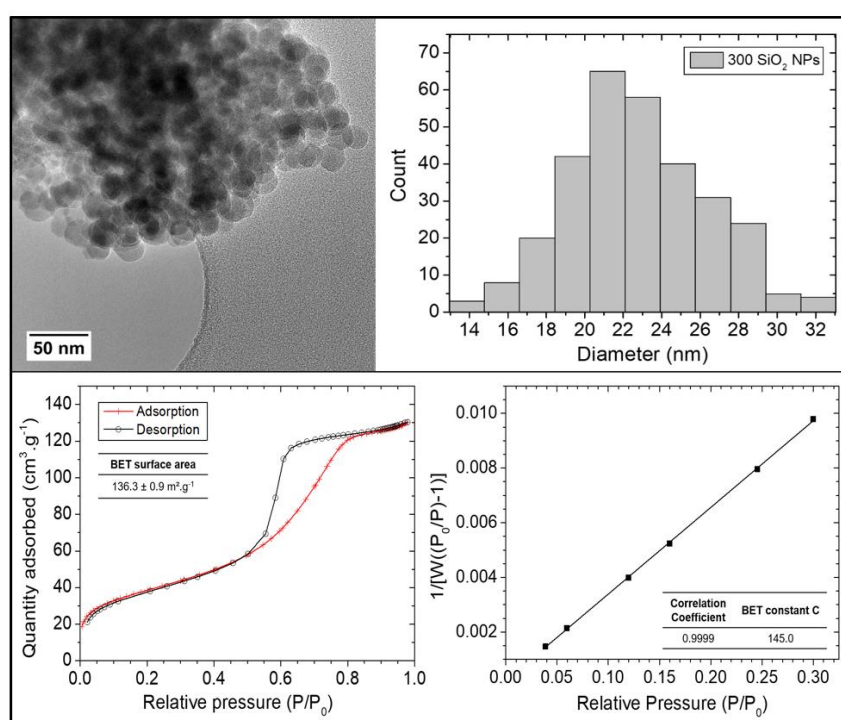 50 nm
300 SiO₂ NPs
70
60
50
40
30
20
10
0
Count
14 16 18 20 22 24 26 28 30 32
Diameter (nm)
Adsorption
Desorption
BET surface area
136.3 ± 0.9 m².g⁻¹
140
120
100
80
60
40
20
0
Quantity adsorbed (cm³.g⁻¹)
0.0 0.2 0.4 0.6 0.8 1.0
Relative pressure (P/P₀)
0.010
0.008
0.006
0.004
0.002
1/[W((P₀/P)-1)]
Correlation Coefficient BET constant C
0.9999 145.0
0.00 0.05 0.10 0.15 0.20 0.25 0.30
Relative Pressure (P/P₀)